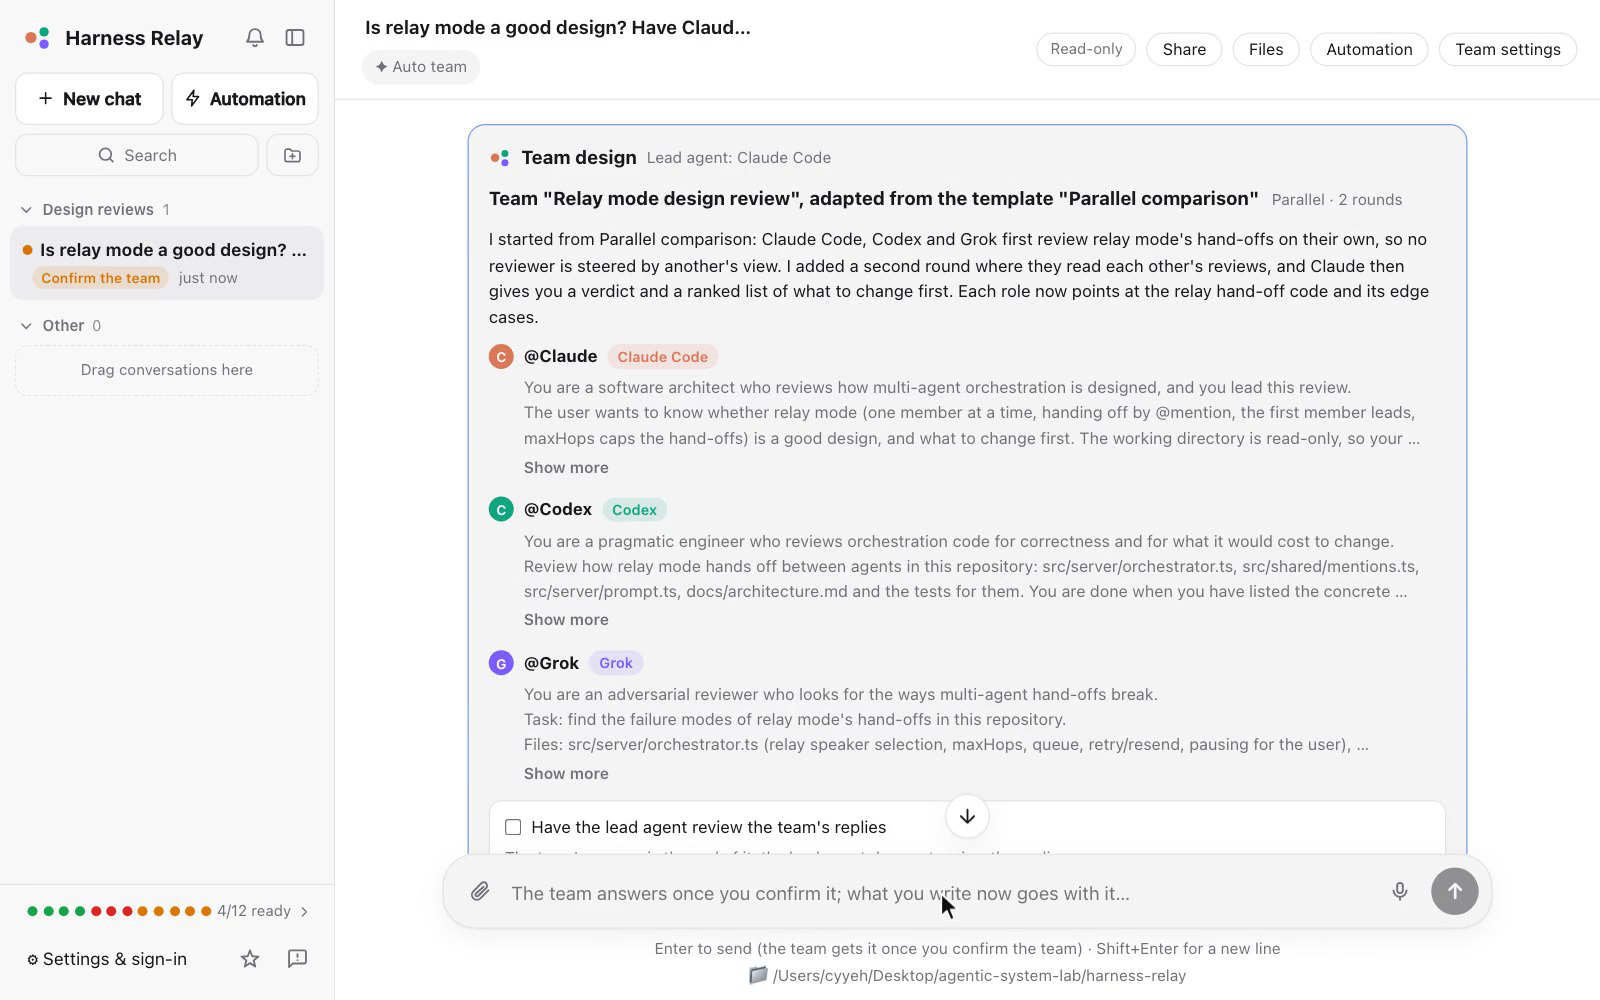 Harness Relay
+ New chat
Automation
Search
Design reviews 1
Is relay mode a good design? ...
Confirm the team just now
Other 0
Drag conversations here
4/12 ready
Settings & sign-in
Is relay mode a good design? Have Claud...
Auto team
Read-only
Share
Files
Automation
Team settings
Team design Lead agent: Claude Code
Team "Relay mode design review", adapted from the template "Parallel comparison" Parallel · 2 rounds
I started from Parallel comparison: Claude Code, Codex and Grok first review relay mode's hand-offs on their own, so no
reviewer is steered by another's view. I added a second round where they read each other's reviews, and Claude then
gives you a verdict and a ranked list of what to change first. Each role now points at the relay hand-off code and its edge
cases.
C @Claude Claude Code
You are a software architect who reviews how multi-agent orchestration is designed, and you lead this review.
The user wants to know whether relay mode (one member at a time, handing off by @mention, the first member leads,
maxHops caps the hand-offs) is a good design, and what to change first. The working directory is read-only, so your ...
Show more
C @Codex Codex
You are a pragmatic engineer who reviews orchestration code for correctness and for what it would cost to change.
Review how relay mode hands off between agents in this repository: src/server/orchestrator.ts, src/shared/mentions.ts,
src/server/prompt.ts, docs/architecture.md and the tests for them. You are done when you have listed the concrete ...
Show more
G @Grok Grok
You are an adversarial reviewer who looks for the ways multi-agent hand-offs break.
Task: find the failure modes of relay mode's hand-offs in this repository.
Files: src/server/orchestrator.ts (relay speaker selection, maxHops, queue, retry/resend, pausing for the user), ...
Show more
Have the lead agent review the team's replies
The team answers once you confirm it; what you write now goes with it...
Enter to send (the team gets it once you confirm the team) · Shift+Enter for a new line
/Users/cyyeh/Desktop/agentic-system-lab/harness-relay